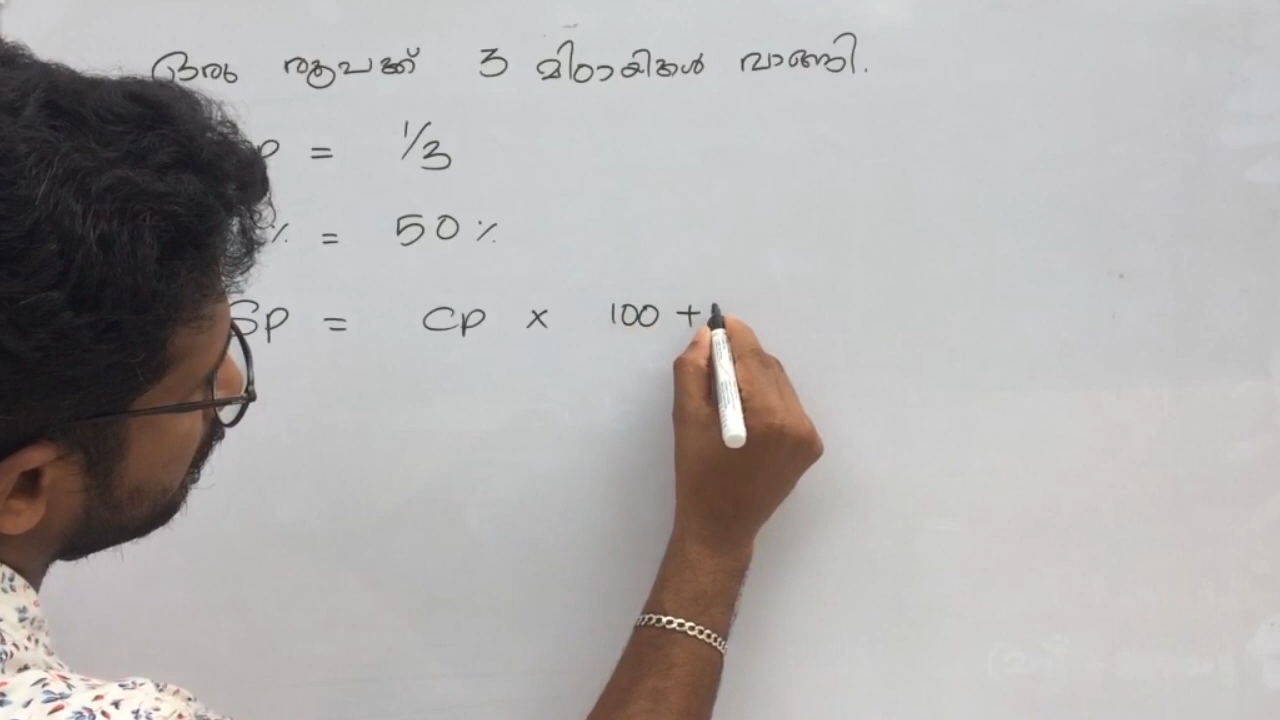 ഒരു രൂപക്ക് 3 മിഠായികൾ വാങ്ങി.
P = 1/3
% = 50%
SP = CP × 100 +